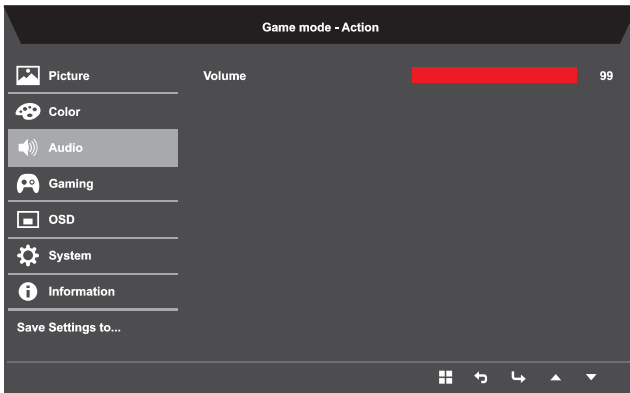 Game mode - Action
Picture
Volume 99
Color
Audio
Gaming
OSD
System
Information
Save Settings to...